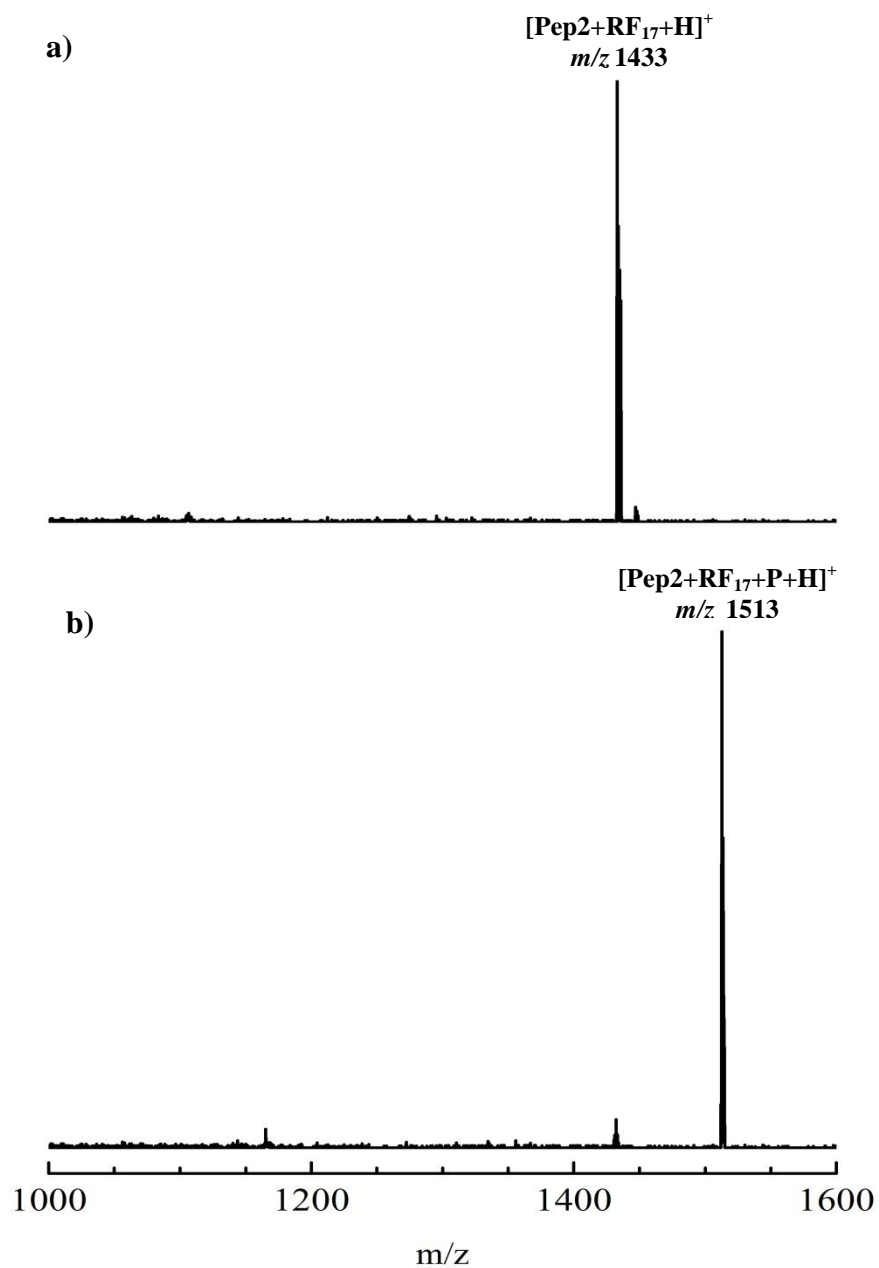 a)
[Pep2+RF₁₇+H]⁺
m/z 1433
b)
[Pep2+RF₁₇+P+H]⁺
m/z 1513
1000 1200 1400 1600
m/z